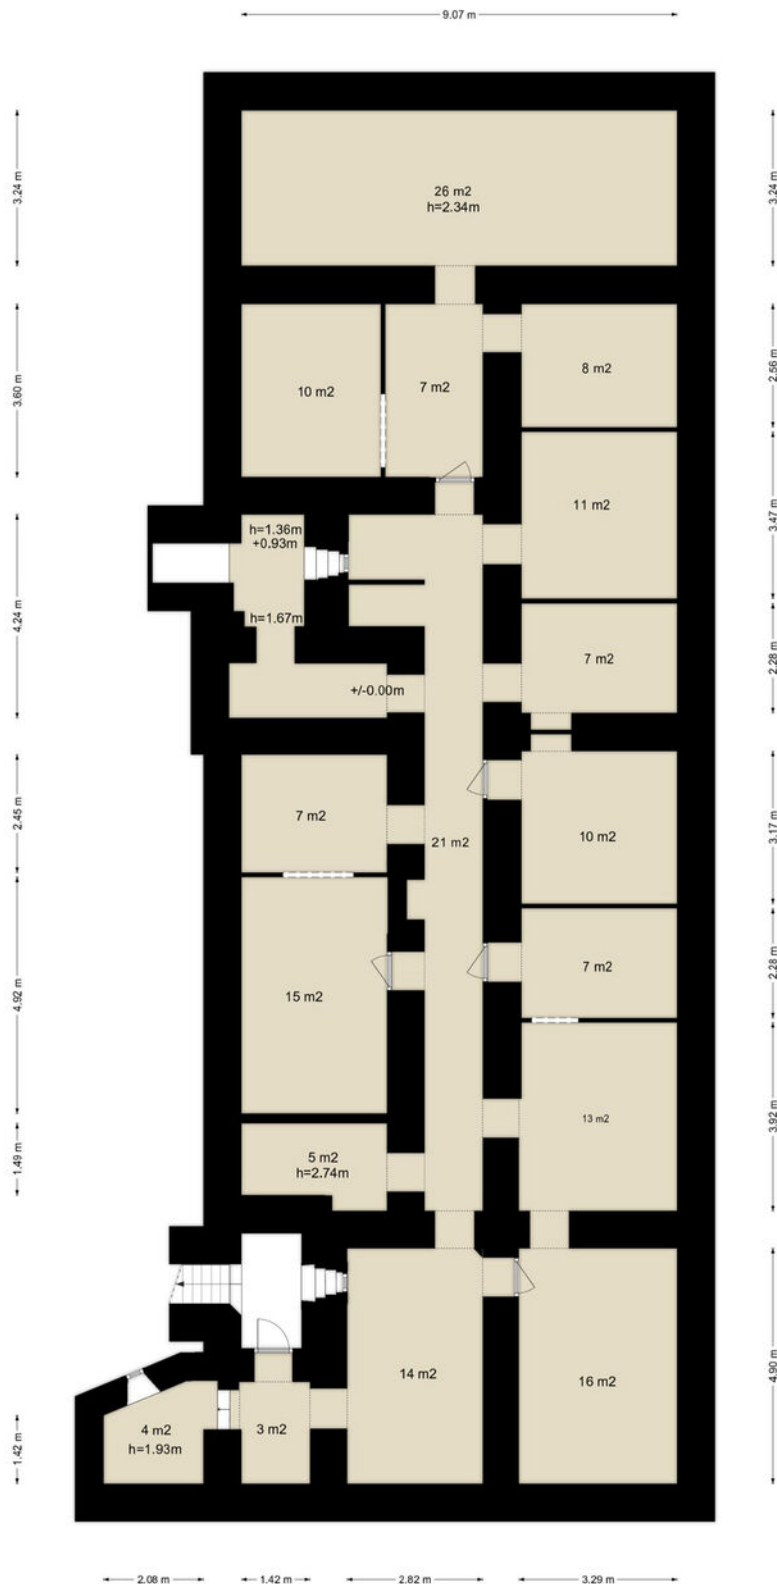 9.07 m
3.24 m
3.24 m
26 m2
h=2.34m
3.60 m
2.56 m
8 m2
10 m2
7 m2
3.47 m
11 m2
h=1.36m
+0.93m
4.24 m
h=1.67m
2.28 m
7 m2
+/-0.00m
2.45 m
7 m2
3.17 m
10 m2
21 m2
2.28 m
7 m2
4.92 m
15 m2
3.92 m
13 m2
1.49 m
5 m2
h=2.74m
4.90 m
14 m2
16 m2
1.42 m
4 m2
h=1.93m
3 m2
2.08 m
1.42 m
2.82 m
3.29 m